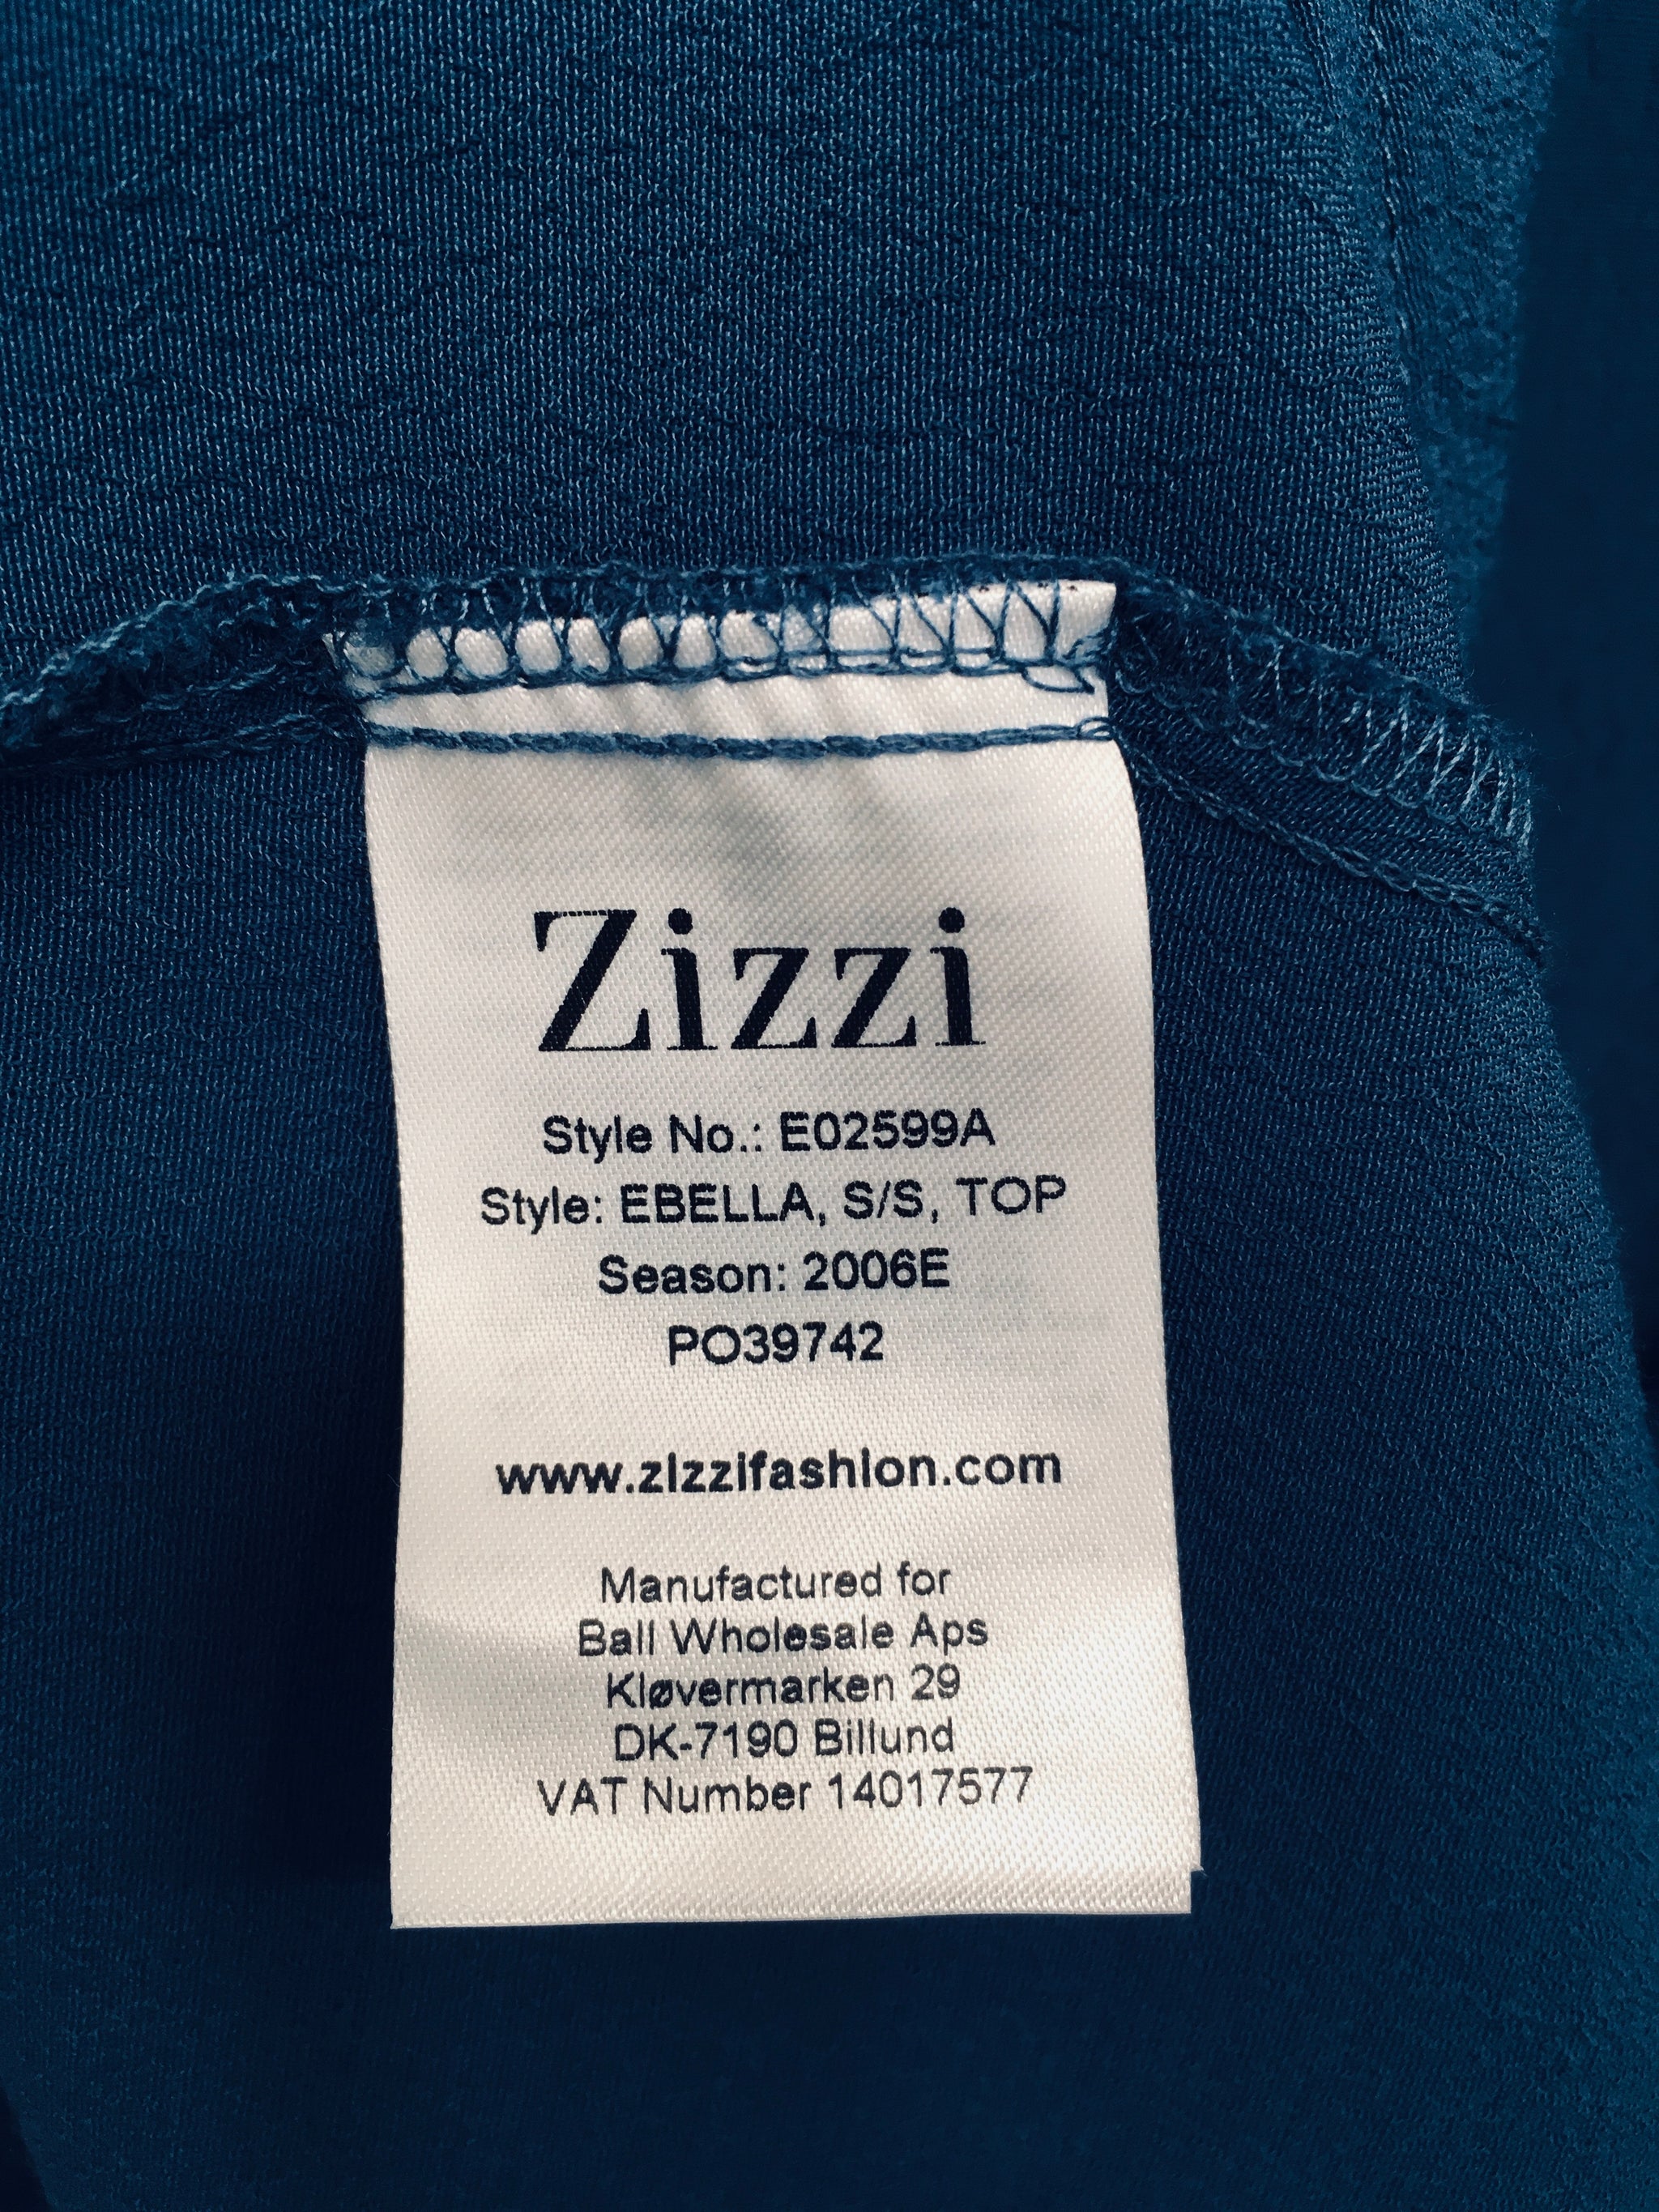 Zizzi
Style No.: E02599A
Style: EBELLA, S/S, TOP
Season: 2006E
PO39742
www.zizzifashion.com
Manufactured for
Ball Wholesale Aps
Kløvermarken 29
DK-7190 Billund
VAT Number 14017577